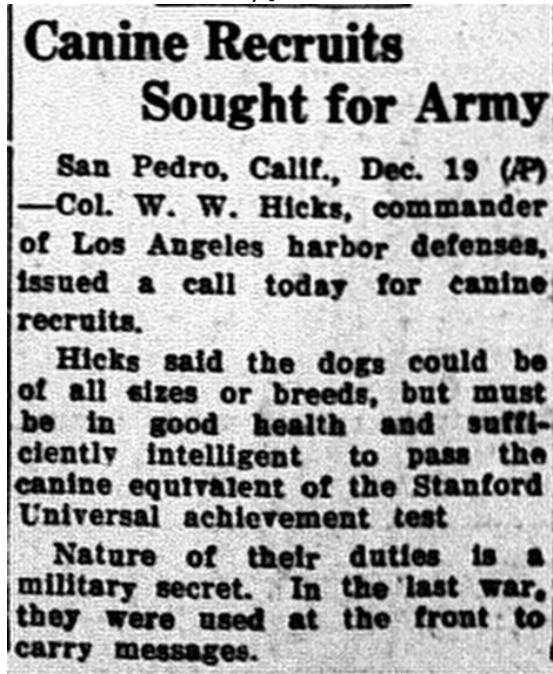 Canine Recruits
Sought for Army
San Pedro, Calif., Dec. 19 (AP)
—Col. W. W. Hicks, commander
of Los Angeles harbor defenses,
issued a call today for canine
recruits.
Hicks said the dogs could be
of all sizes or breeds, but must
be in good health and suffi-
ciently intelligent to pass the
canine equivalent of the Stanford
Universal achievement test
Nature of their duties is a
military secret. In the last war,
they were used at the front to
carry messages.